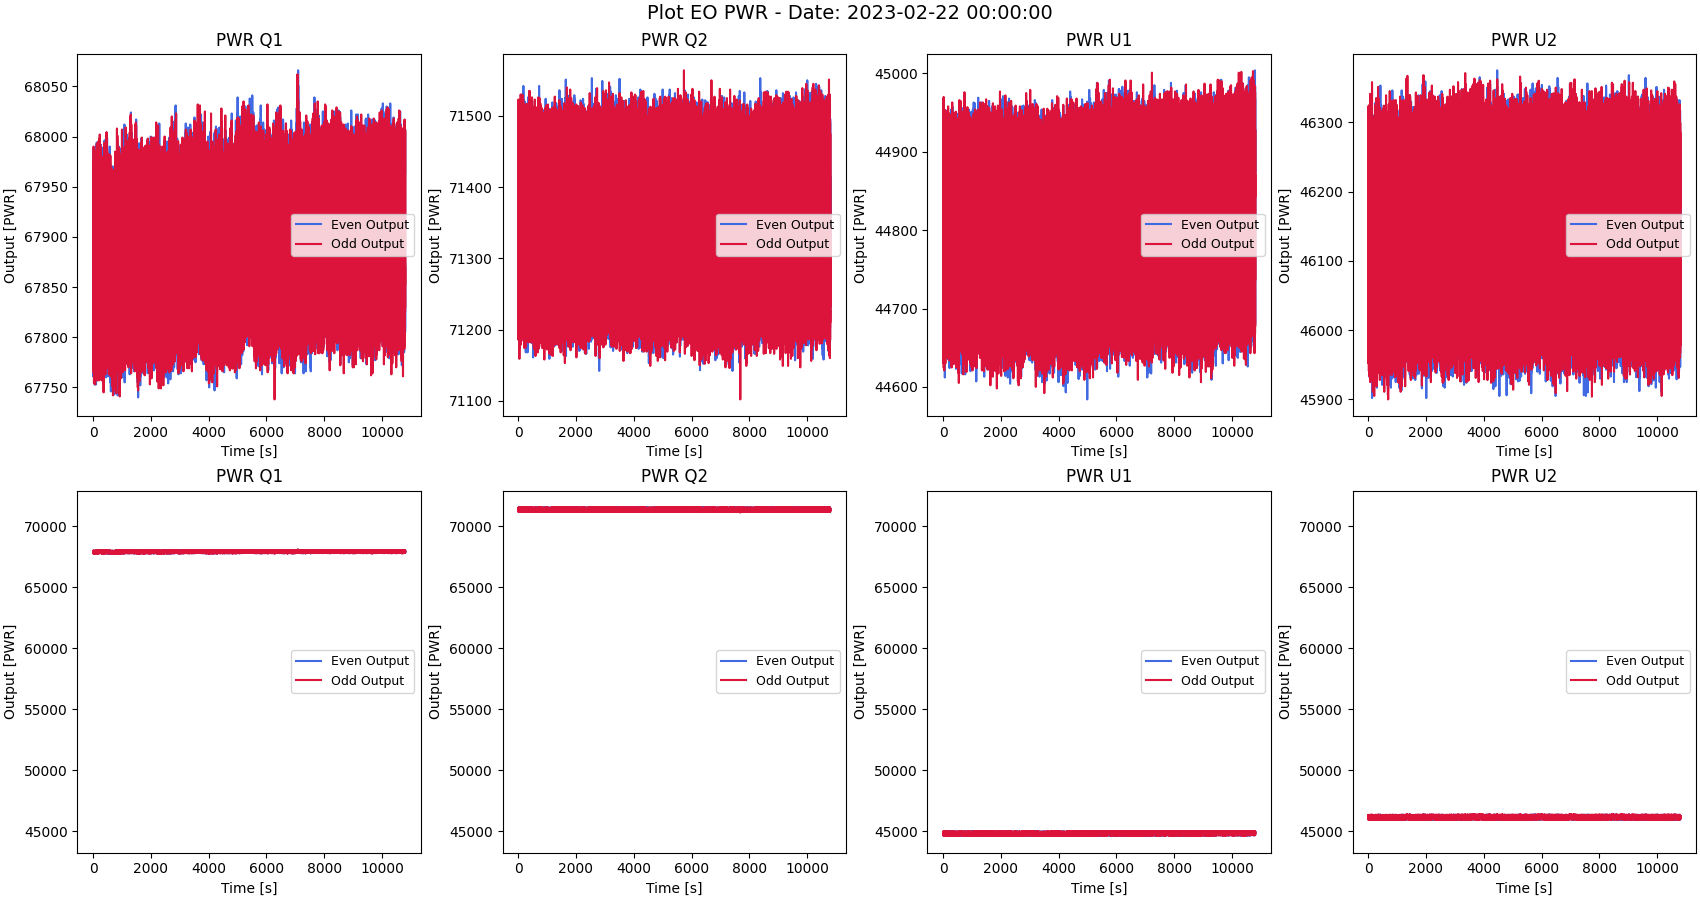 Plot EO PWR - Date: 2023-02-22 00:00:00
PWR Q1
Output [PWR]
68050
68000
67950
67900
67850
67800
67750
0 2000 4000 6000 8000 10000
Time [s]
Even Output
Odd Output
PWR Q2
Output [PWR]
71500
71400
71300
71200
71100
0 2000 4000 6000 8000 10000
Time [s]
Even Output
Odd Output
PWR U1
Output [PWR]
45000
44900
44800
44700
44600
0 2000 4000 6000 8000 10000
Time [s]
Even Output
Odd Output
PWR U2
Output [PWR]
46300
46200
46100
46000
45900
0 2000 4000 6000 8000 10000
Time [s]
Even Output
Odd Output
PWR Q1
Output [PWR]
70000
65000
60000
55000
50000
45000
0 2000 4000 6000 8000 10000
Time [s]
Even Output
Odd Output
PWR Q2
Output [PWR]
70000
65000
60000
55000
50000
45000
0 2000 4000 6000 8000 10000
Time [s]
Even Output
Odd Output
PWR U1
Output [PWR]
70000
65000
60000
55000
50000
45000
0 2000 4000 6000 8000 10000
Time [s]
Even Output
Odd Output
PWR U2
Output [PWR]
70000
65000
60000
55000
50000
45000
0 2000 4000 6000 8000 10000
Time [s]
Even Output
Odd Output